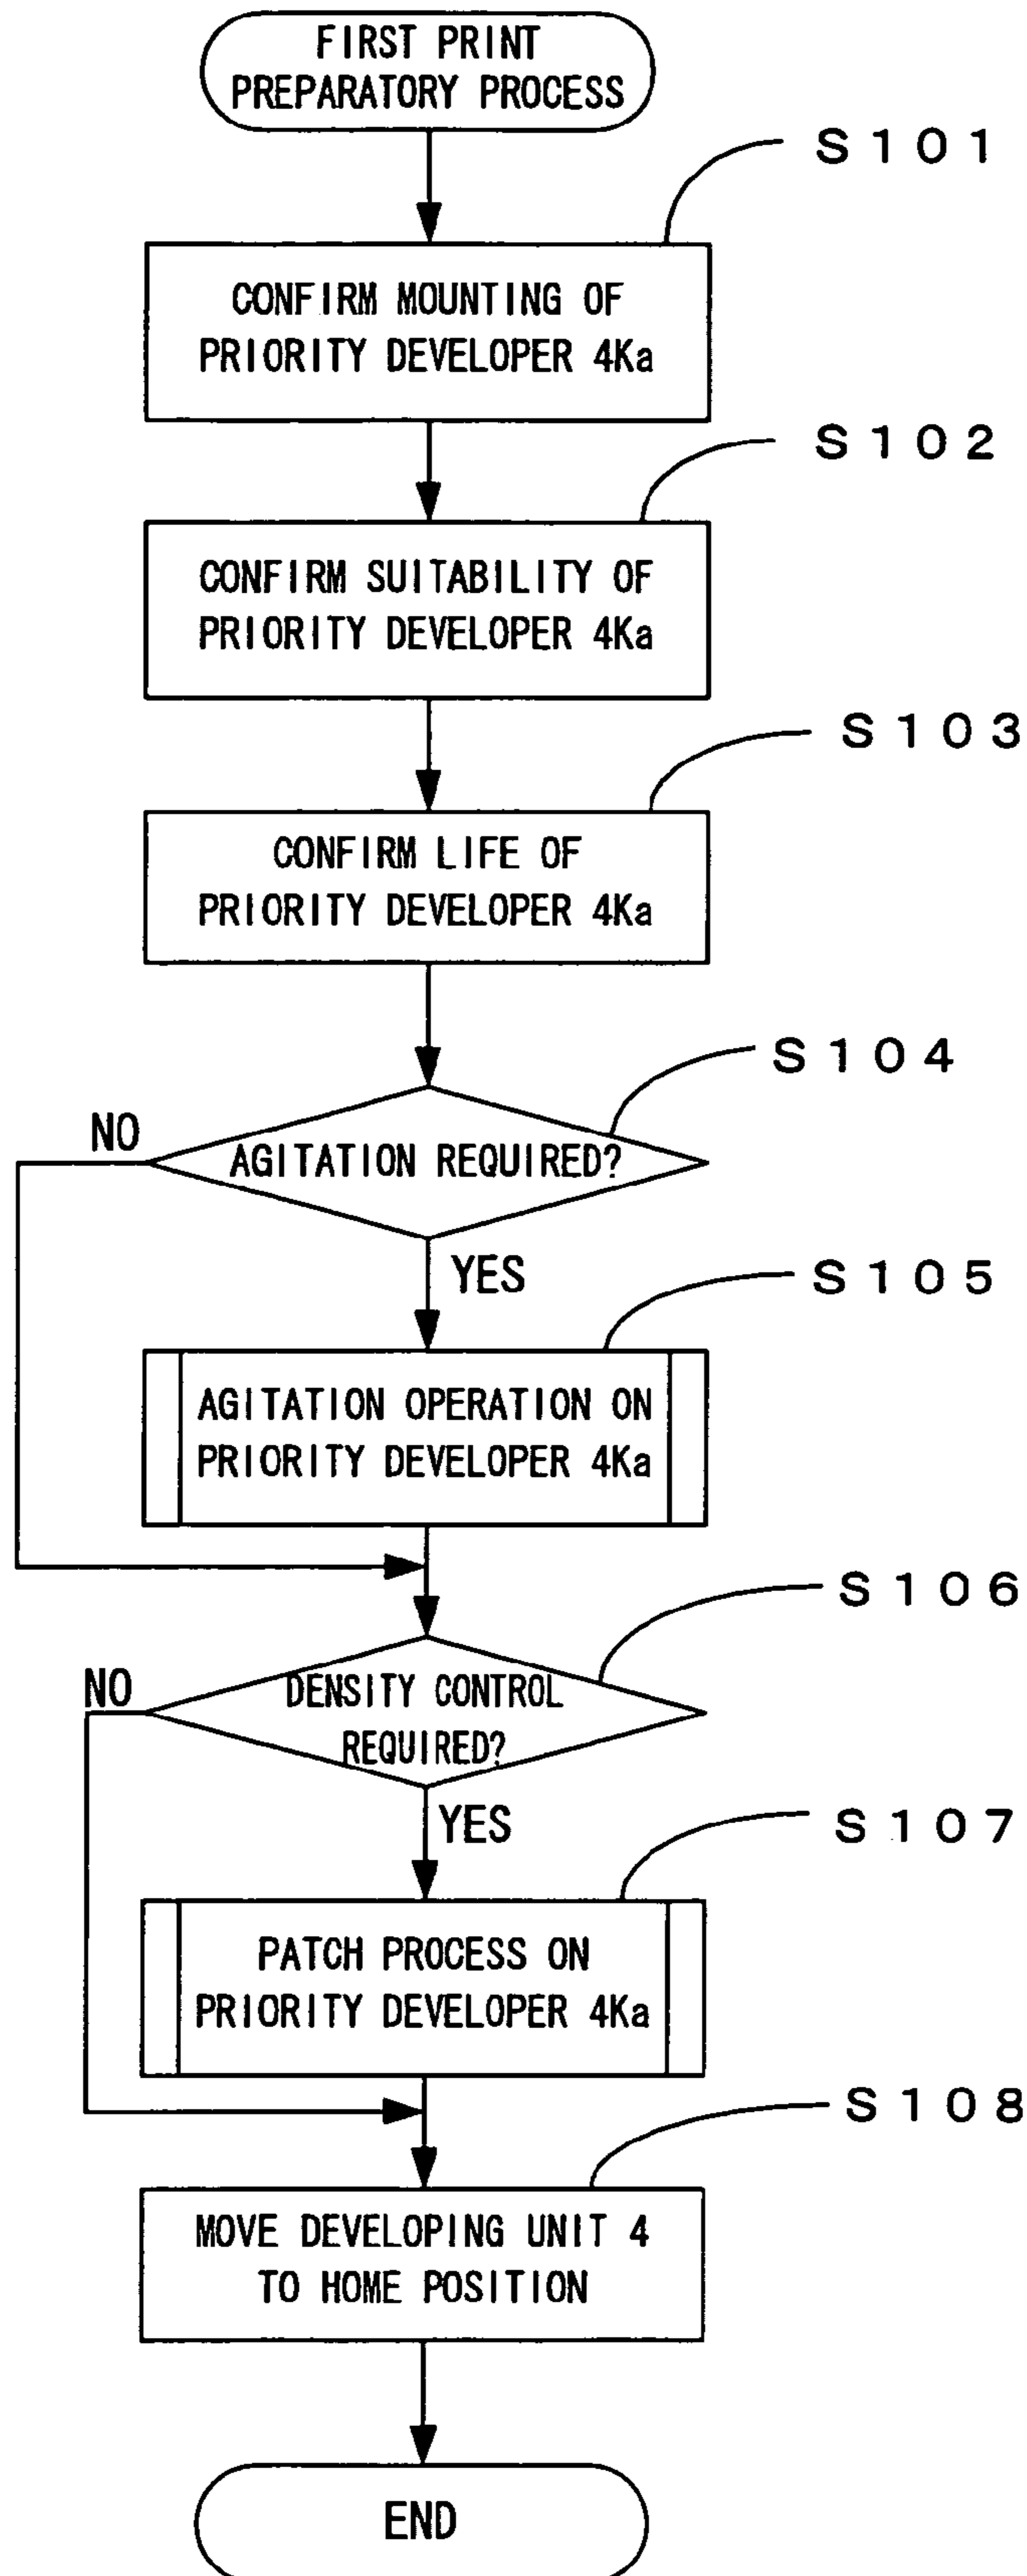 FIRST PRINT
PREPARATORY PROCESS
S101
CONFIRM MOUNTING OF
PRIORITY DEVELOPER 4Ka
S102
CONFIRM SUITABILITY OF
PRIORITY DEVELOPER 4Ka
S103
CONFIRM LIFE OF
PRIORITY DEVELOPER 4Ka
S104
NO
AGITATION REQUIRED?
YES
S105
AGITATION OPERATION ON
PRIORITY DEVELOPER 4Ka
S106
NO
DENSITY CONTROL
REQUIRED?
YES
S107
PATCH PROCESS ON
PRIORITY DEVELOPER 4Ka
S108
MOVE DEVELOPING UNIT 4
TO HOME POSITION
END